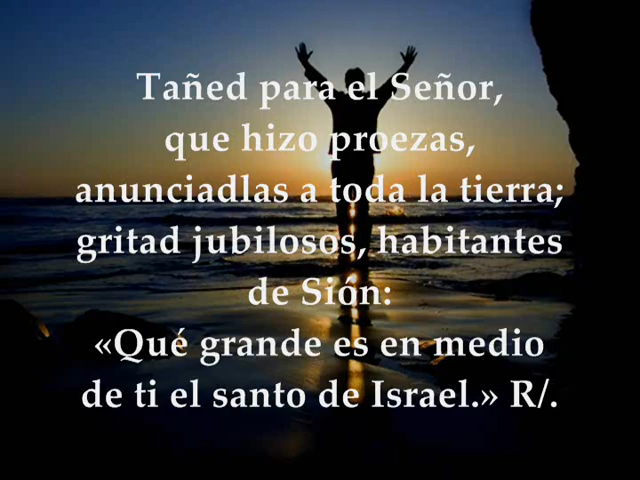 Tañed para el Señor,
que hizo proezas,
anunciadlas a toda la tierra;
gritad jubilosos, habitantes
de Sión:
«Qué grande es en medio
de ti el santo de Israel.» R/.